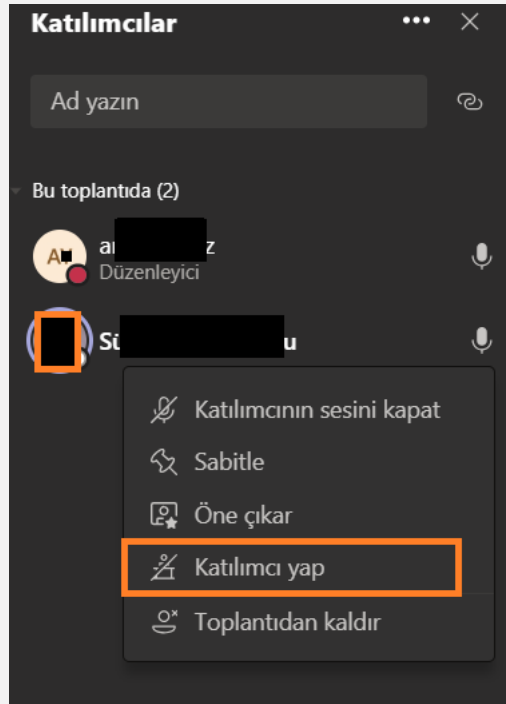 Katılımcılar
Ad yazın
Bu toplantıda (2)
Düzenleyici
Katılımcının sesini kapat
Sabitle
Öne çıkar
Katılımcı yap
Toplantıdan kaldır